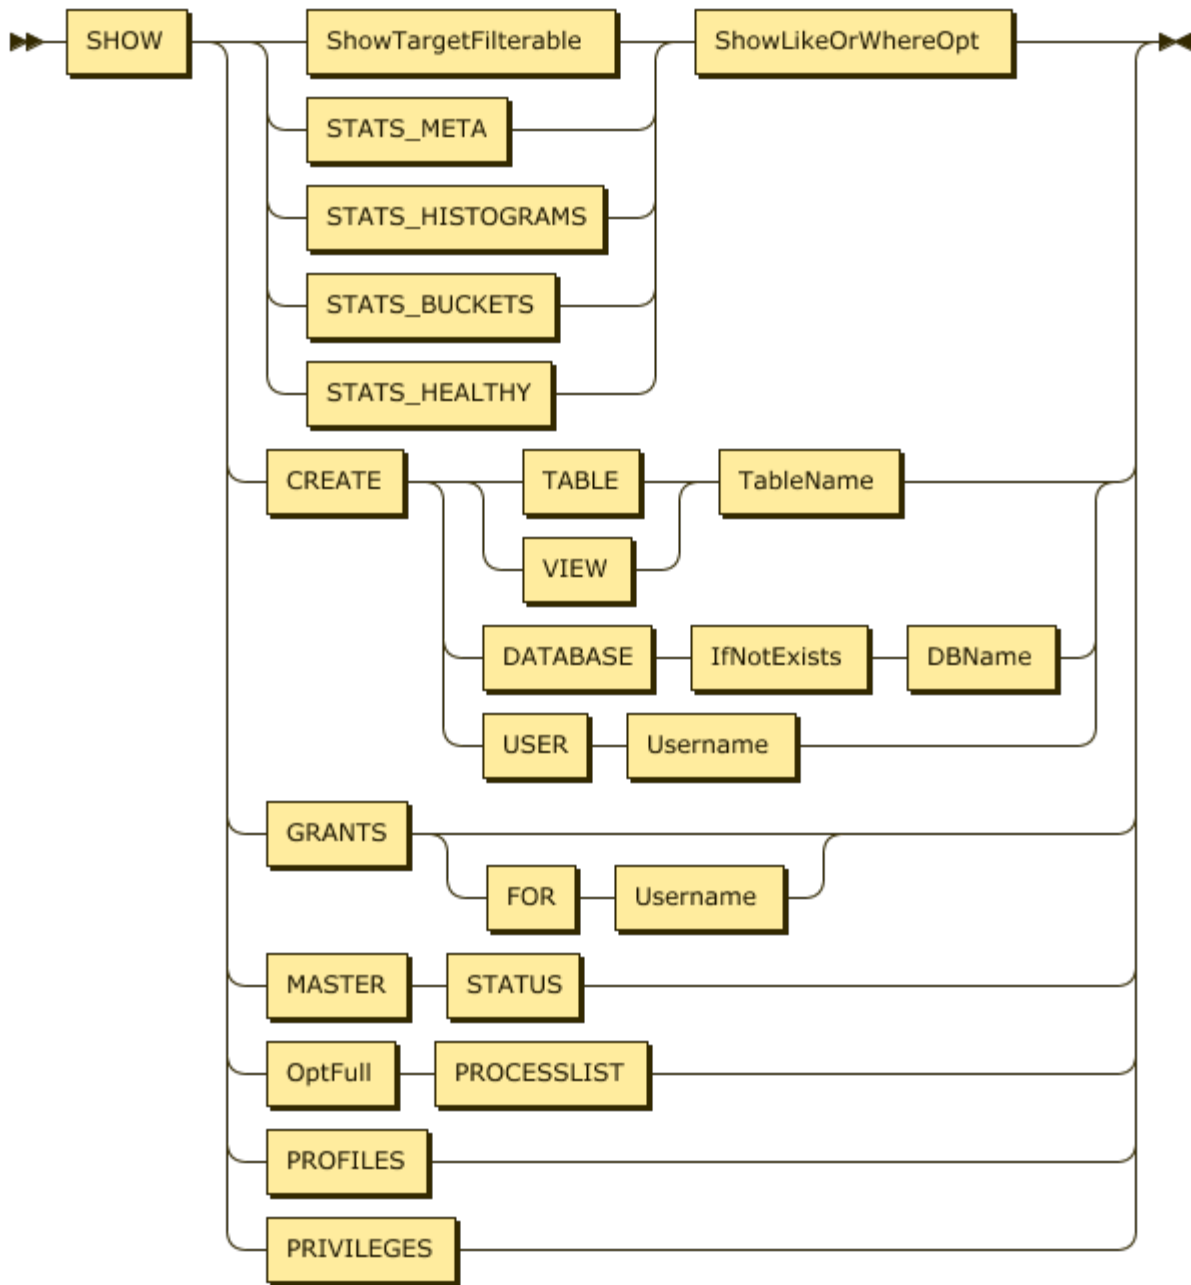 SHOW ShowTargetFilterable ShowLikeOrWhereOpt
STATS_META
STATS_HISTOGRAMS
STATS_BUCKETS
STATS_HEALTHY
CREATE TABLE TableName
VIEW
DATABASE IfNotExists DBName
USER Username
GRANTS
FOR Username
MASTER STATUS
OptFull PROCESSLIST
PROFILES
PRIVILEGES